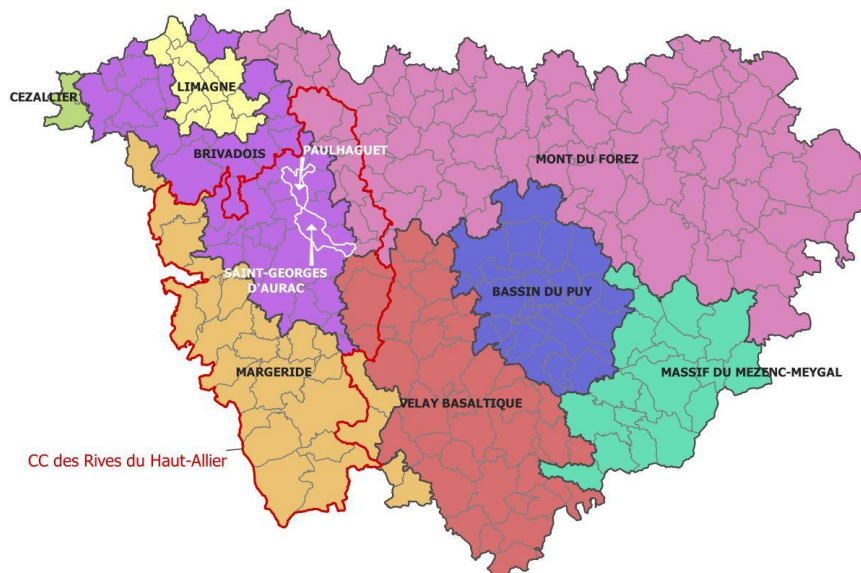 CEZALLIER
LIMAGNE
BRIVADOIS
PAULHAGUET
MONT DU FOREZ
SAINT-GEORGES
D'AURAC
BASSIN DU PUY
MARGERIDE
MASSIF DU MEZENC-MEYGAL
VELAY BASALTIQUE
CC des Rives du Haut-Allier